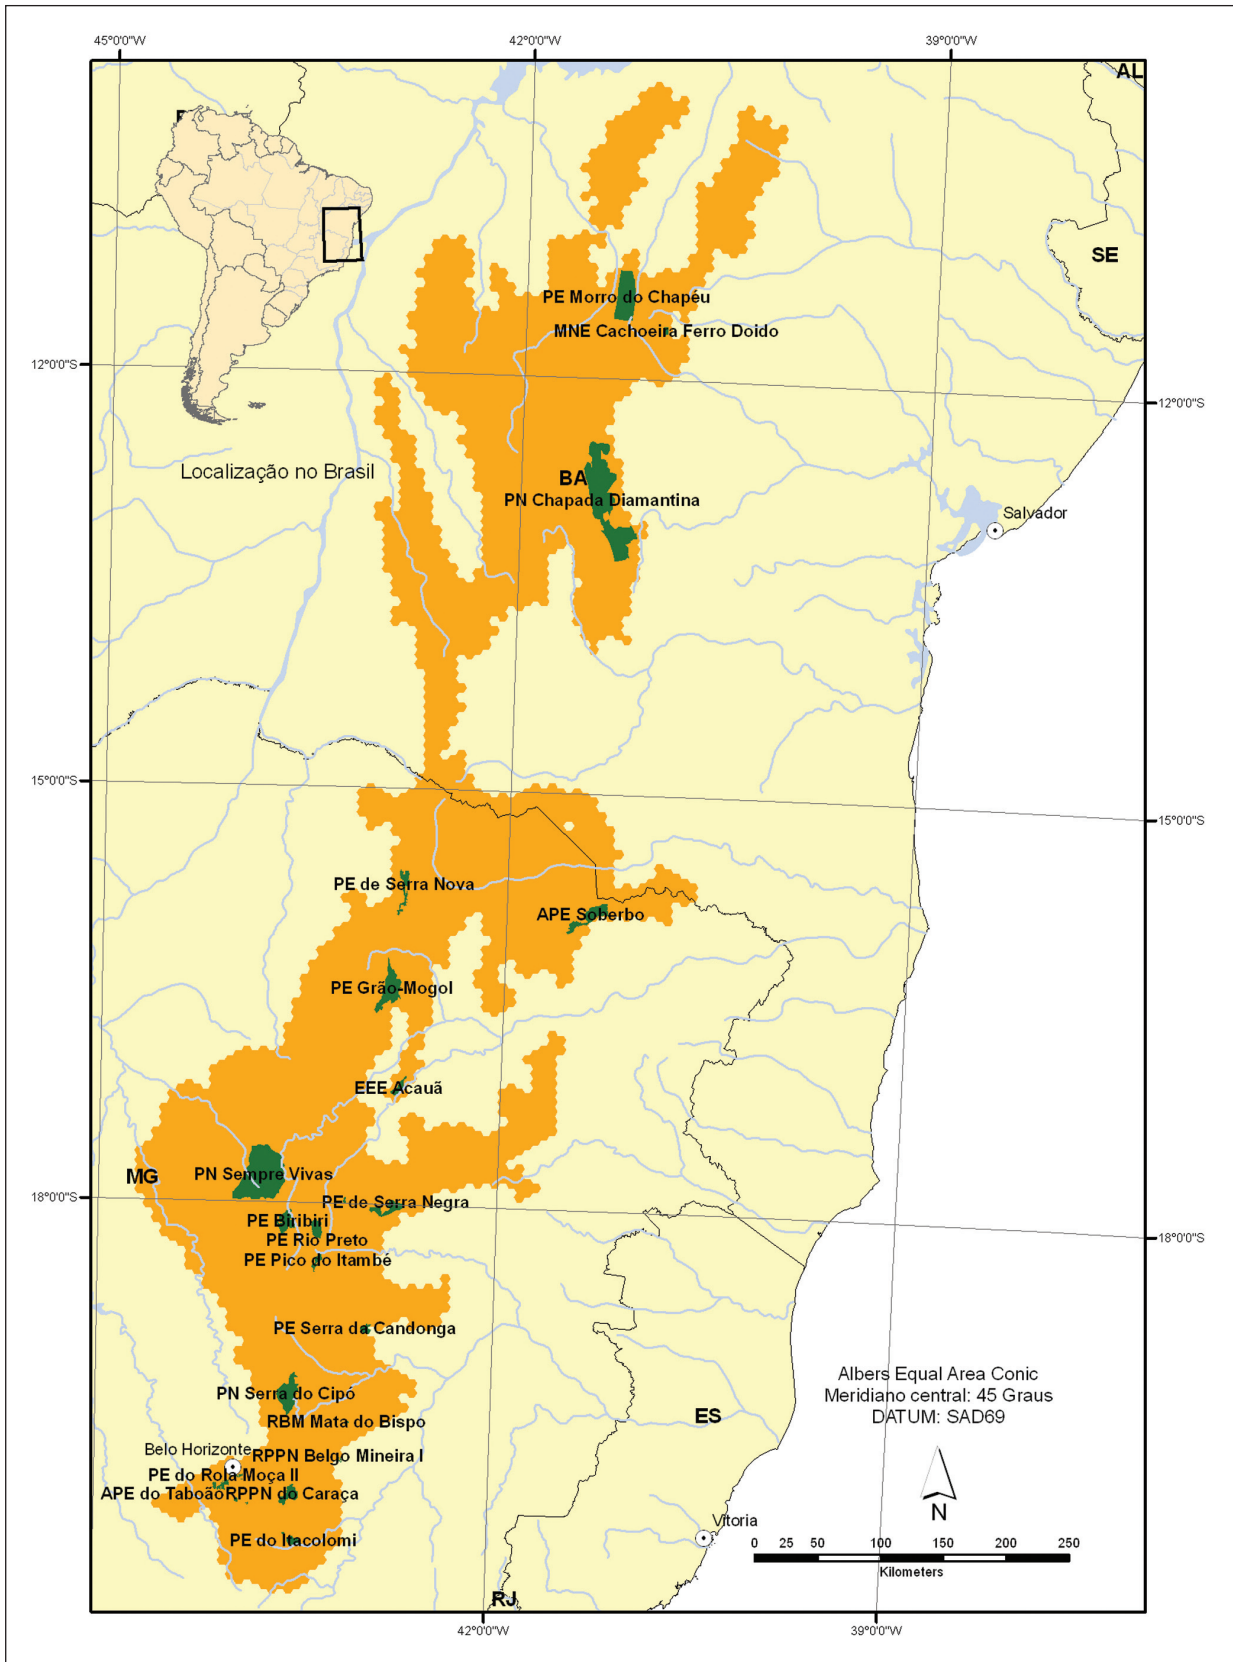 45°0'0"W
42°0'0"W
39°0'0"W
AL
SE
PE Morro do Chapéu
MNE Cachoeira Ferro Doido
12°0'0"S
12°0'0"S
Localização no Brasil
BA
PN Chapada Diamantina
Salvador
15°0'0"S
15°0'0"S
PE de Serra Nova
APE Soberbo
PE Grão-Mogol
EEE Acauã
MG
PN Sempre Vivas
18°0'0"S
PE de Serra Negra
PE Biribiri
PE Rio Preto
18°0'0"S
PE Pico do Itambé
PE Serra da Candonga
Albers Equal Area Conic
Meridiano central: 45 Graus
DATUM: SAD69
PN Serra do Cipó
RBM Mata do Bispo
ES
Belo Horizonte
RPPN Belgo Mineira I
PE do Rola Moça II
APE do Taboão
RPPN do Caraça
N
PE do Itacolomi
Vitoria
0 25 50 100 150 200 250
Kilometers
RJ
42°0'0"W
39°0'0"W